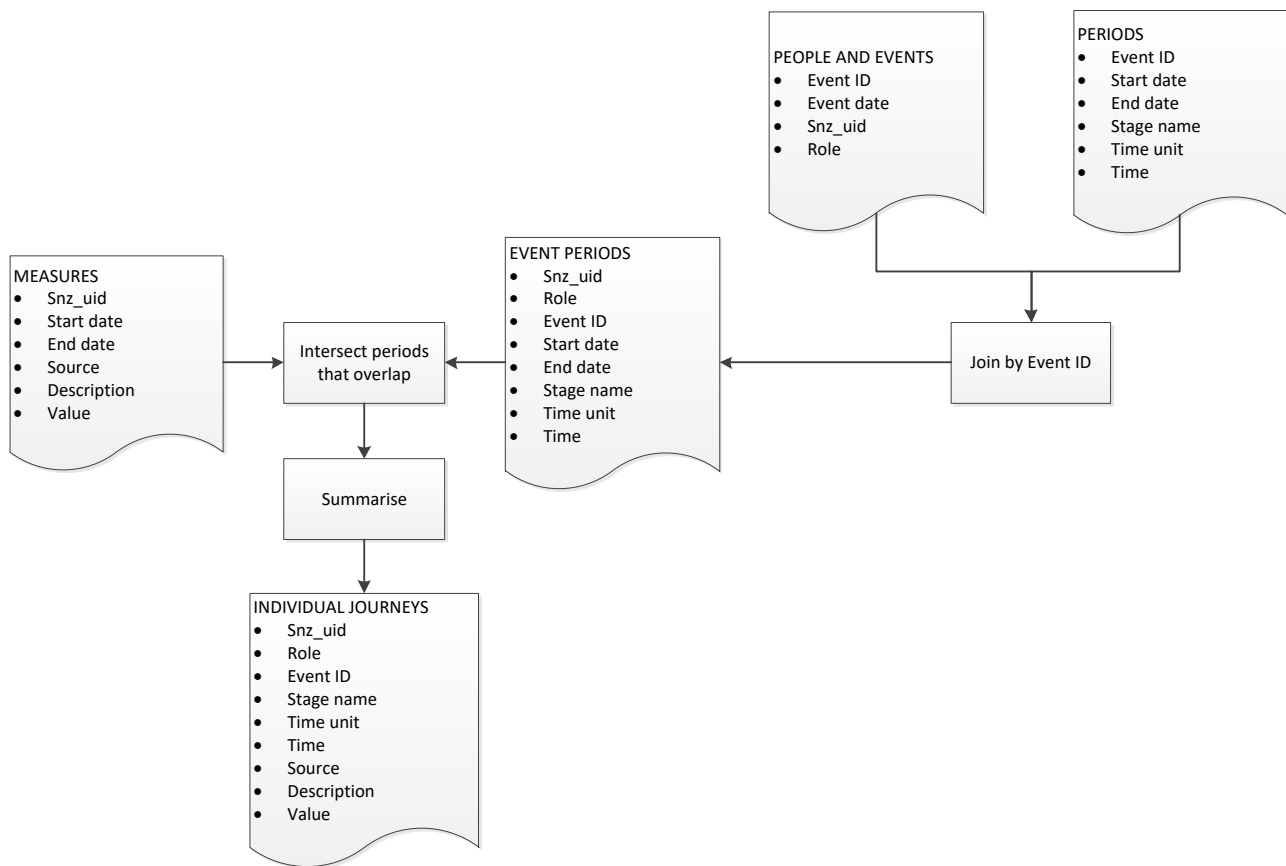 PEOPLE AND EVENTS
• Event ID
• Event date
• Snz_uid
• Role
PERIODS
• Event ID
• Start date
• End date
• Stage name
• Time unit
• Time
MEASURES
• Snz_uid
• Start date
• End date
• Source
• Description
• Value
Intersect periods
that overlap
EVENT PERIODS
• Snz_uid
• Role
• Event ID
• Start date
• End date
• Stage name
• Time unit
• Time
Join by Event ID
Summarise
INDIVIDUAL JOURNEYS
• Snz_uid
• Role
• Event ID
• Stage name
• Time unit
• Time
• Source
• Description
• Value